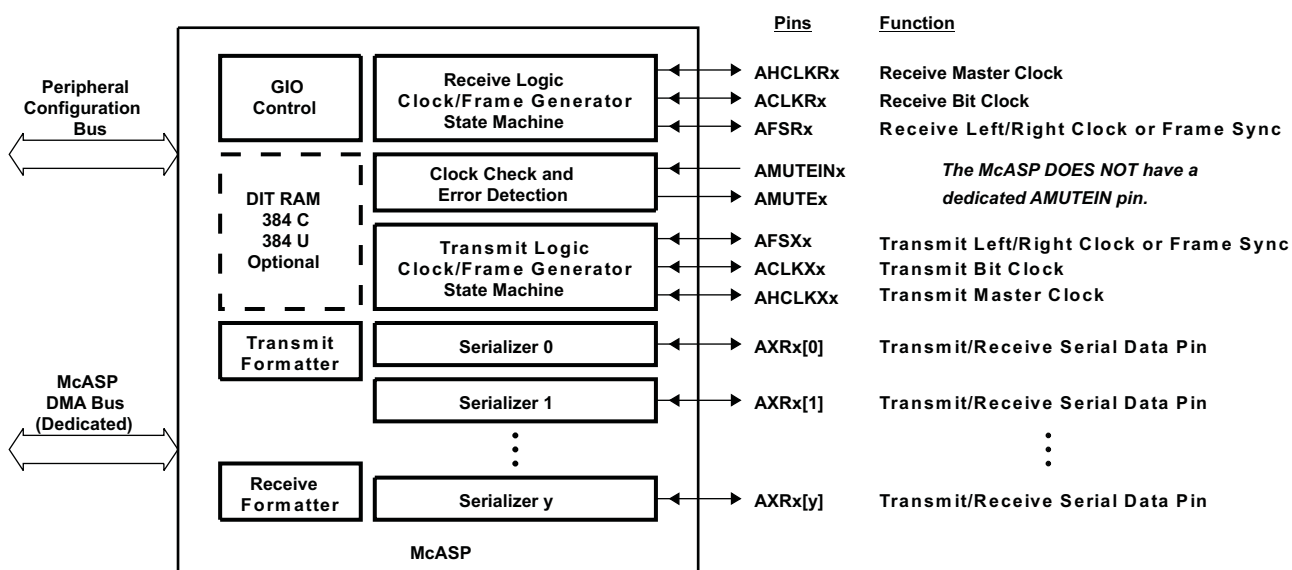 Pins Function
Peripheral
Configuration
Bus
GIO
Control
Receive Logic
Clock/Frame Generator
State Machine
AHCLKRx Receive Master Clock
ACLKRx Receive Bit Clock
AFSRx Receive Left/Right Clock or Frame Sync
DIT RAM
384 C
384 U
Optional
Clock Check and
Error Detection
AMUTEINx
AMUTEx
The McASP DOES NOT have a
dedicated AMUTEIN pin.
Transmit Logic
Clock/Frame Generator
State Machine
AFSXx Transmit Left/Right Clock or Frame Sync
ACLKXx Transmit Bit Clock
AHCLKXx Transmit Master Clock
Transmit
Formatter
Serializer 0
AXRx[0] Transmit/Receive Serial Data Pin
McASP
DMA Bus
(Dedicated)
Serializer 1
AXRx[1] Transmit/Receive Serial Data Pin
Receive
Formatter
Serializer y
AXRx[y] Transmit/Receive Serial Data Pin
McASP